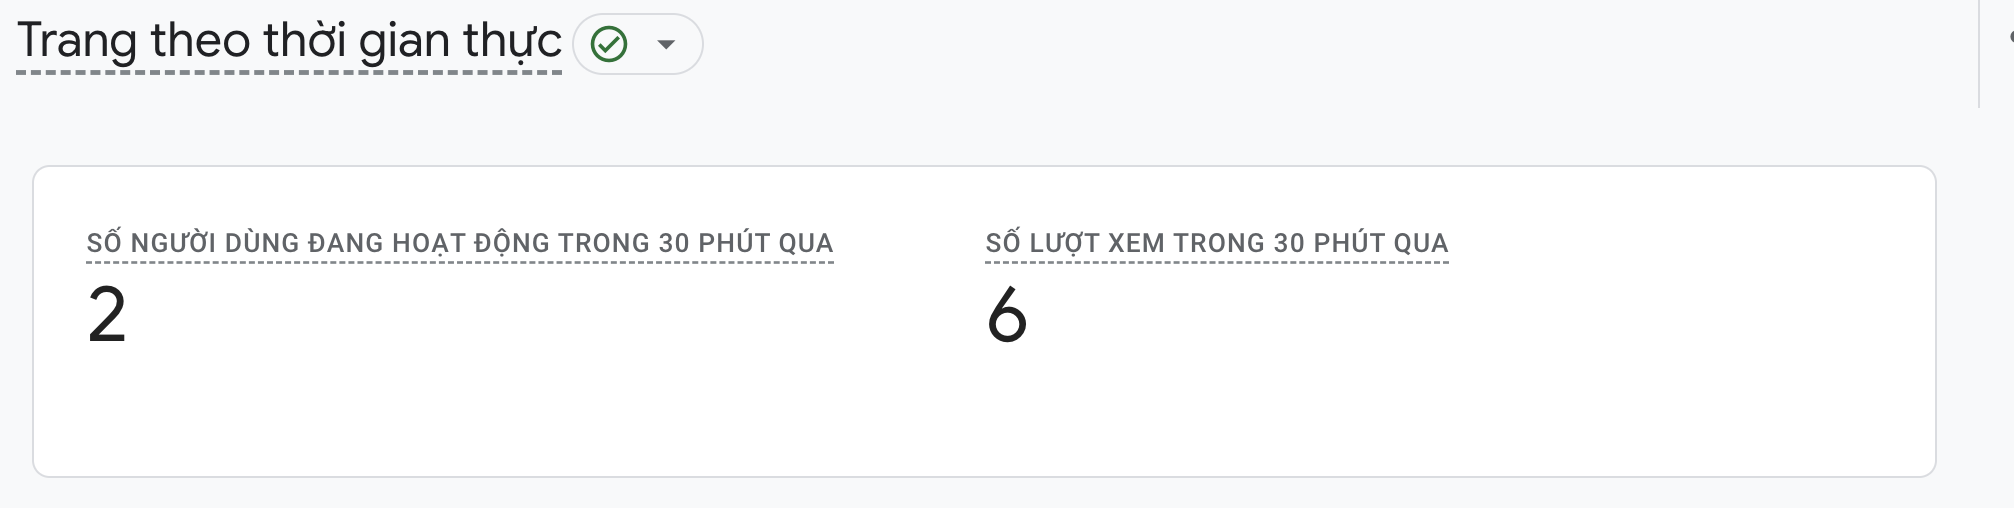 Trang theo thời gian thực
SỐ NGƯỜI DÙNG ĐANG HOẠT ĐỘNG TRONG 30 PHÚT QUA
2
SỐ LƯỢT XEM TRONG 30 PHÚT QUA
6